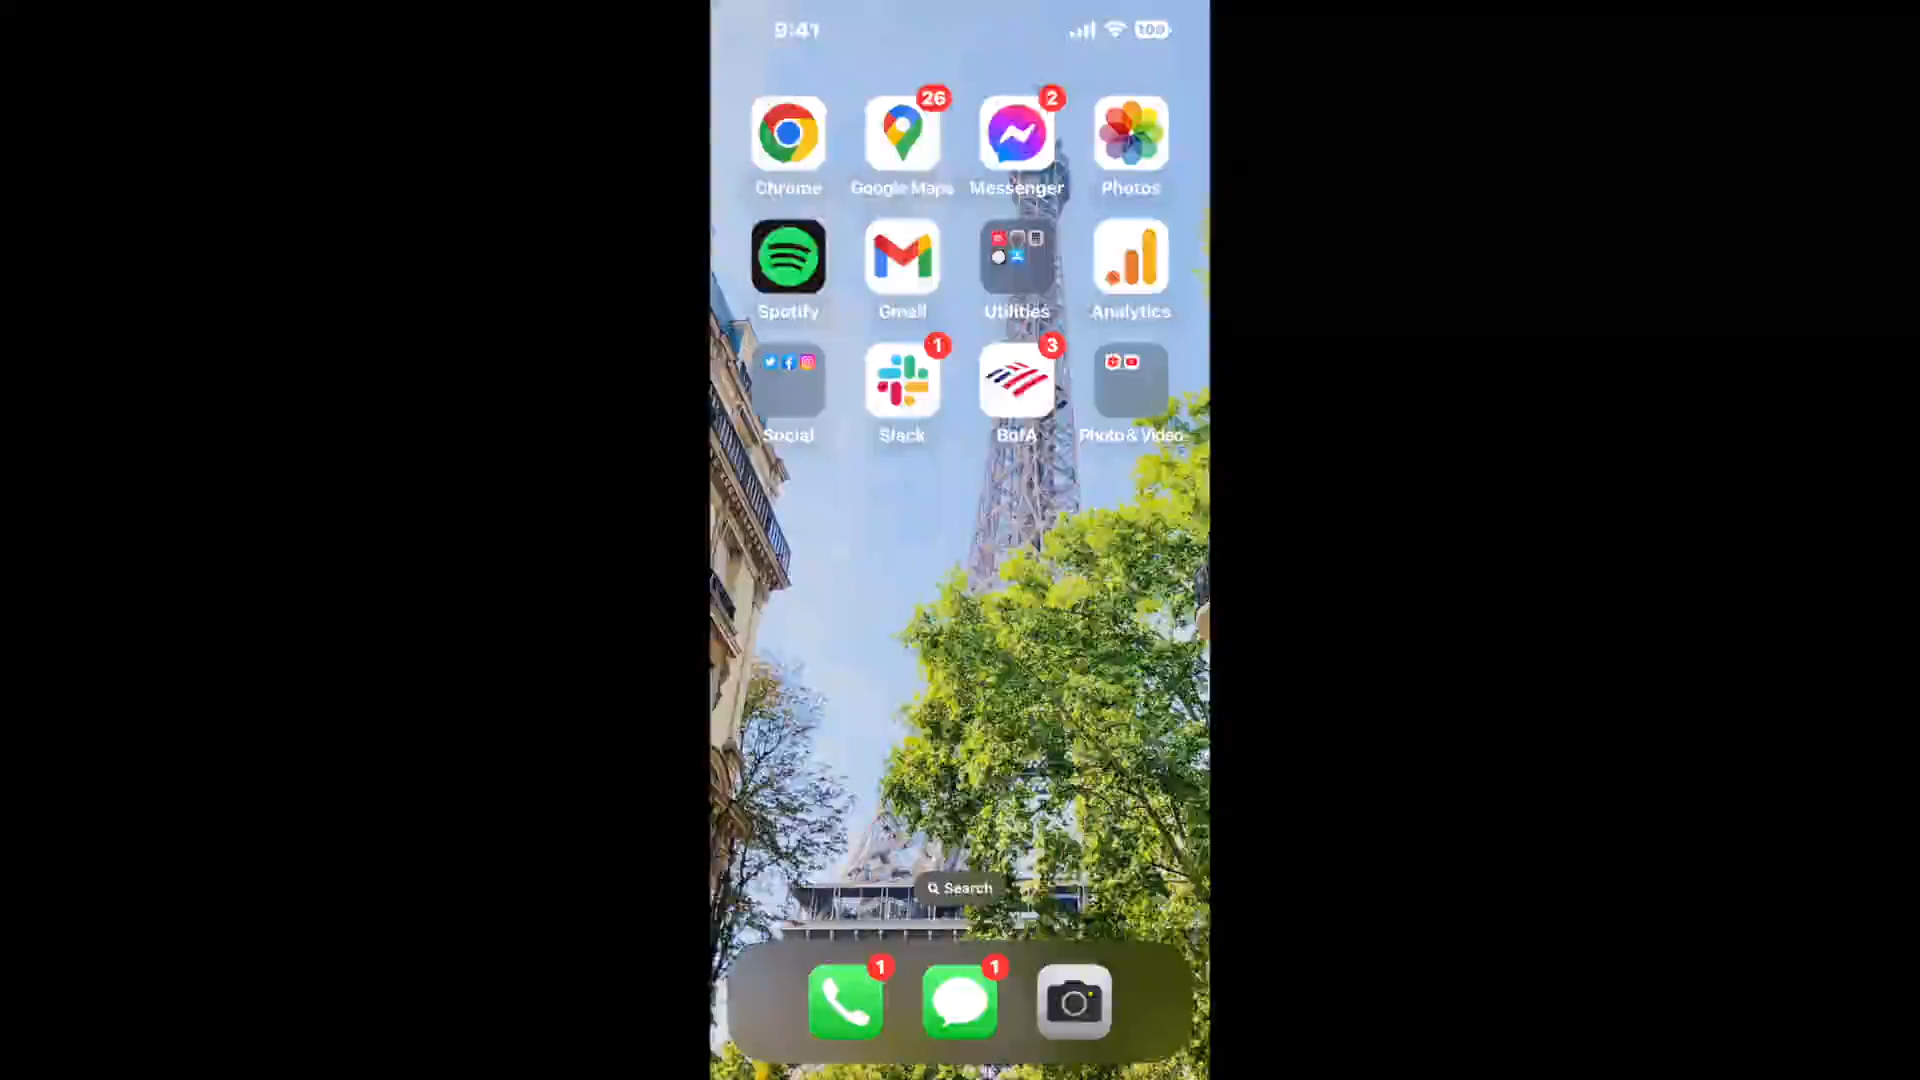 9:41
100
26
2
Chrome
Google Maps
Messenger
Photos
Spotify
Gmail
Utilities
Analytics
1
3
Social
Slack
BofA
Photo & Video
Search
1
1